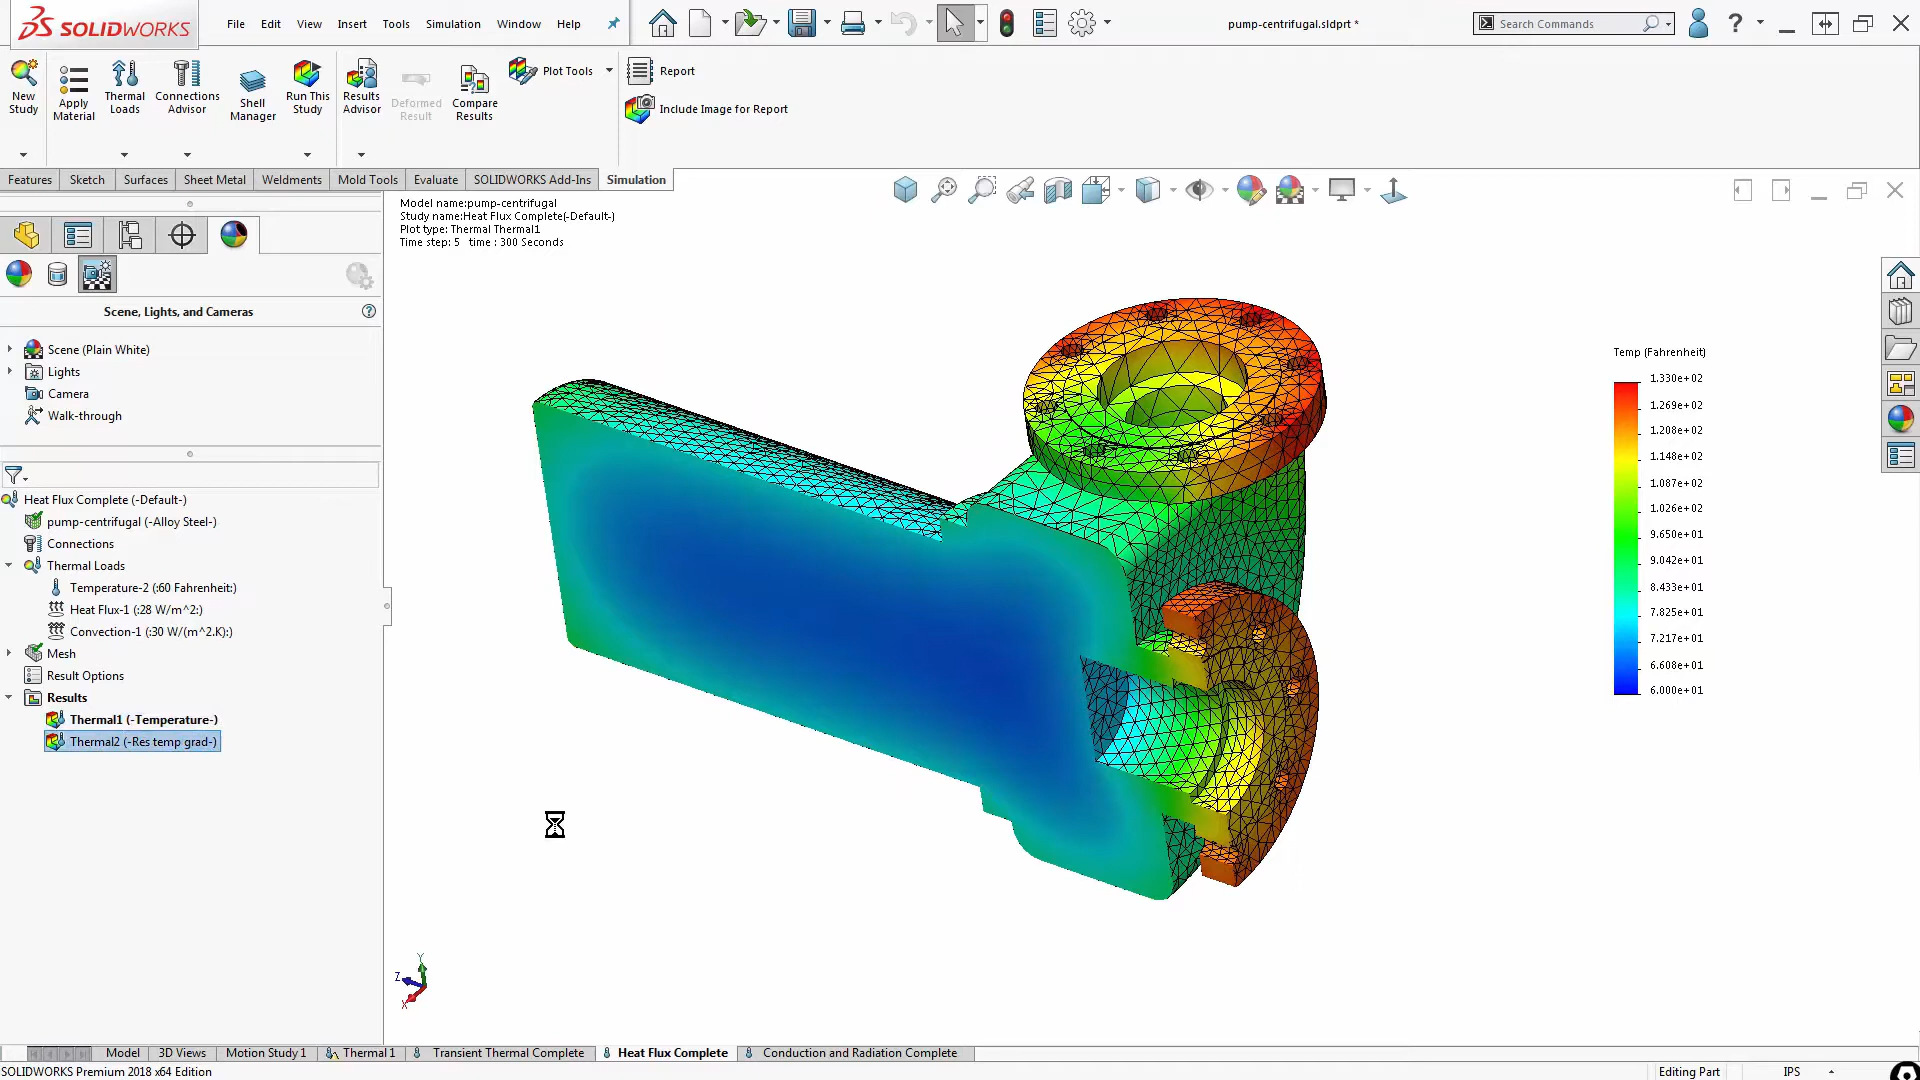 SOLIDWORKS
File Edit View Insert Tools Simulation Window Help
pump-centrifugal.sldprt *
Search Commands
New Study
Apply Material
Thermal Loads
Connections Advisor
Shell Manager
Run This Study
Results Advisor
Deformed Result
Compare Results
Plot Tools
Report
Include Image for Report
Features Sketch Surfaces Sheet Metal Weldments Mold Tools Evaluate SOLIDWORKS Add-Ins Simulation
Model name:pump-centrifugal
Study name:Heat Flux Complete(-Default-)
Plot type: Thermal Thermal1
Time step: 5 time : 300 Seconds
Scene, Lights, and Cameras
Scene (Plain White)
Lights
Camera
Walk-through
Heat Flux Complete (-Default-)
pump-centrifugal (-Alloy Steel-)
Connections
Thermal Loads
Temperature-2 (:60 Fahrenheit:)
Heat Flux-1 (:28 W/m^2:)
Convection-1 (:30 W/(m^2.K):)
Mesh
Result Options
Results
Thermal1 (-Temperature-)
Thermal2 (-Res temp grad-)
Temp (Fahrenheit)
1.330e+02
1.269e+02
1.208e+02
1.148e+02
1.087e+02
1.026e+02
9.650e+01
9.042e+01
8.433e+01
7.825e+01
7.217e+01
6.608e+01
6.000e+01
Y
Z
X
Model 3D Views Motion Study 1 Thermal 1 Transient Thermal Complete Heat Flux Complete Conduction and Radiation Complete
SOLIDWORKS Premium 2018 x64 Edition
Editing Part
IPS